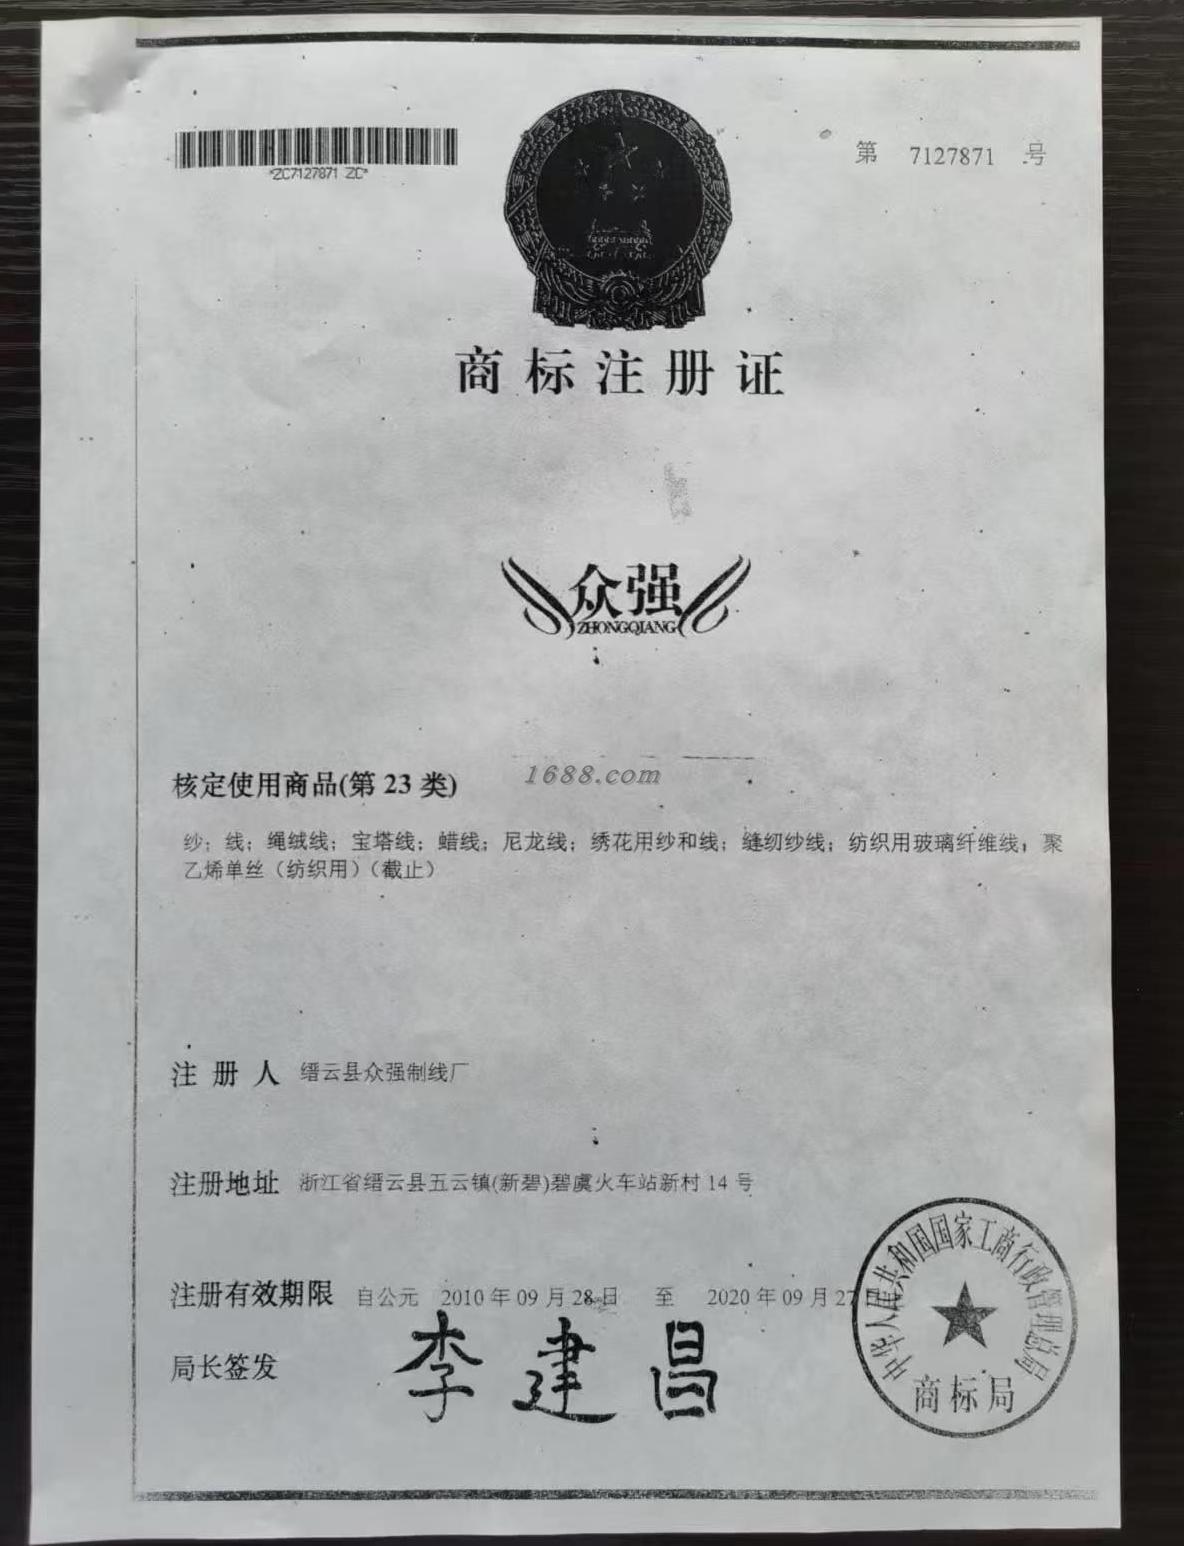 *ZC7127871 ZC*
第 7127871 号
商标注册证
众强
ZHONGQIANG
1688.com
核定使用商品(第 23 类)
纱；线；绳绒线；宝塔线；蜡线；尼龙线；绣花用纱和线；缝纫纱线；纺织用玻璃纤维线；聚
乙烯单丝（纺织用）（截止）
注册人 缙云县众强制线厂
注册地址 浙江省缙云县五云镇(新碧)碧虞火车站新村 14 号
注册有效期限 自公元 2010 年 09 月 28 日 至 2020 年 09 月 27 日
局长签发 李建昌
中华人民共和国国家工商行政管理总局
商标局